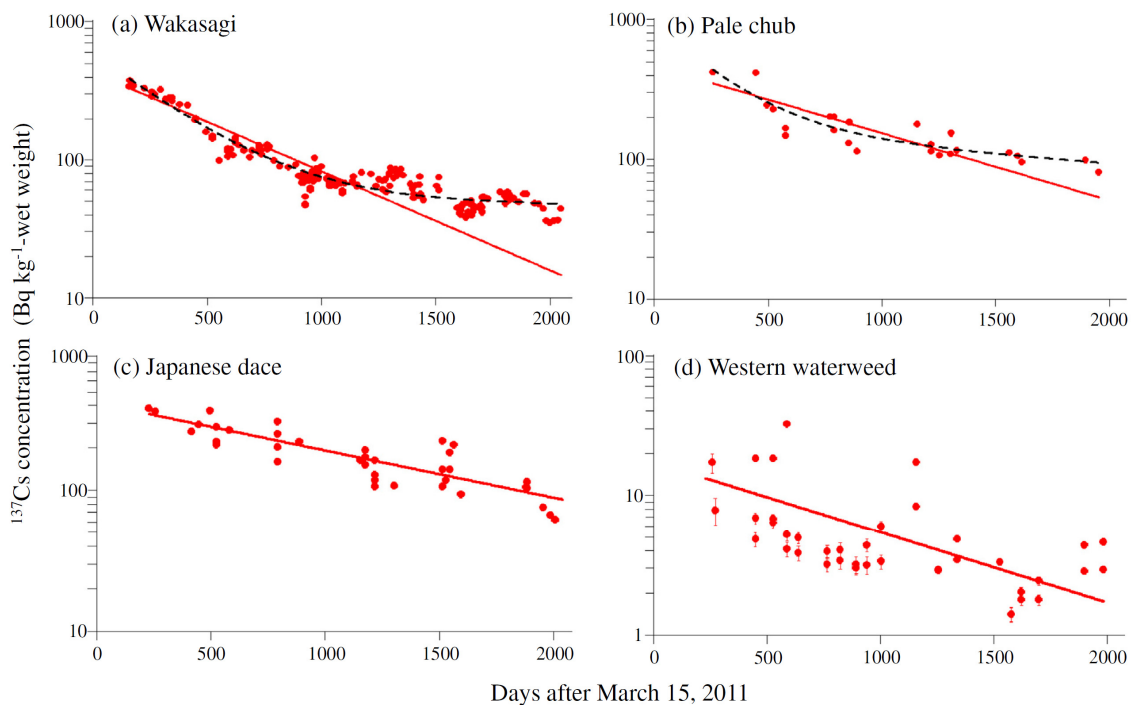 (a) Wakasagi
1000
100
10
0 500 1000 1500 2000
(b) Pale chub
1000
100
10
0 500 1000 1500 2000
(c) Japanese dace
1000
100
10
0 500 1000 1500 2000
(d) Western waterweed
100
10
1
0 500 1000 1500 2000
¹³⁷Cs concentration (Bq kg⁻¹-wet weight)
Days after March 15, 2011